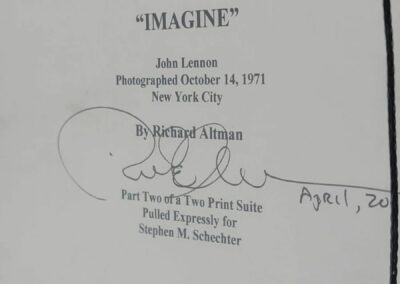 "IMAGINE"
John Lennon
Photographed October 14, 1971
New York City
By Richard Altman
April, 20
Part Two of a Two Print Suite
Pulled Expressly for
Stephen M. Schechter